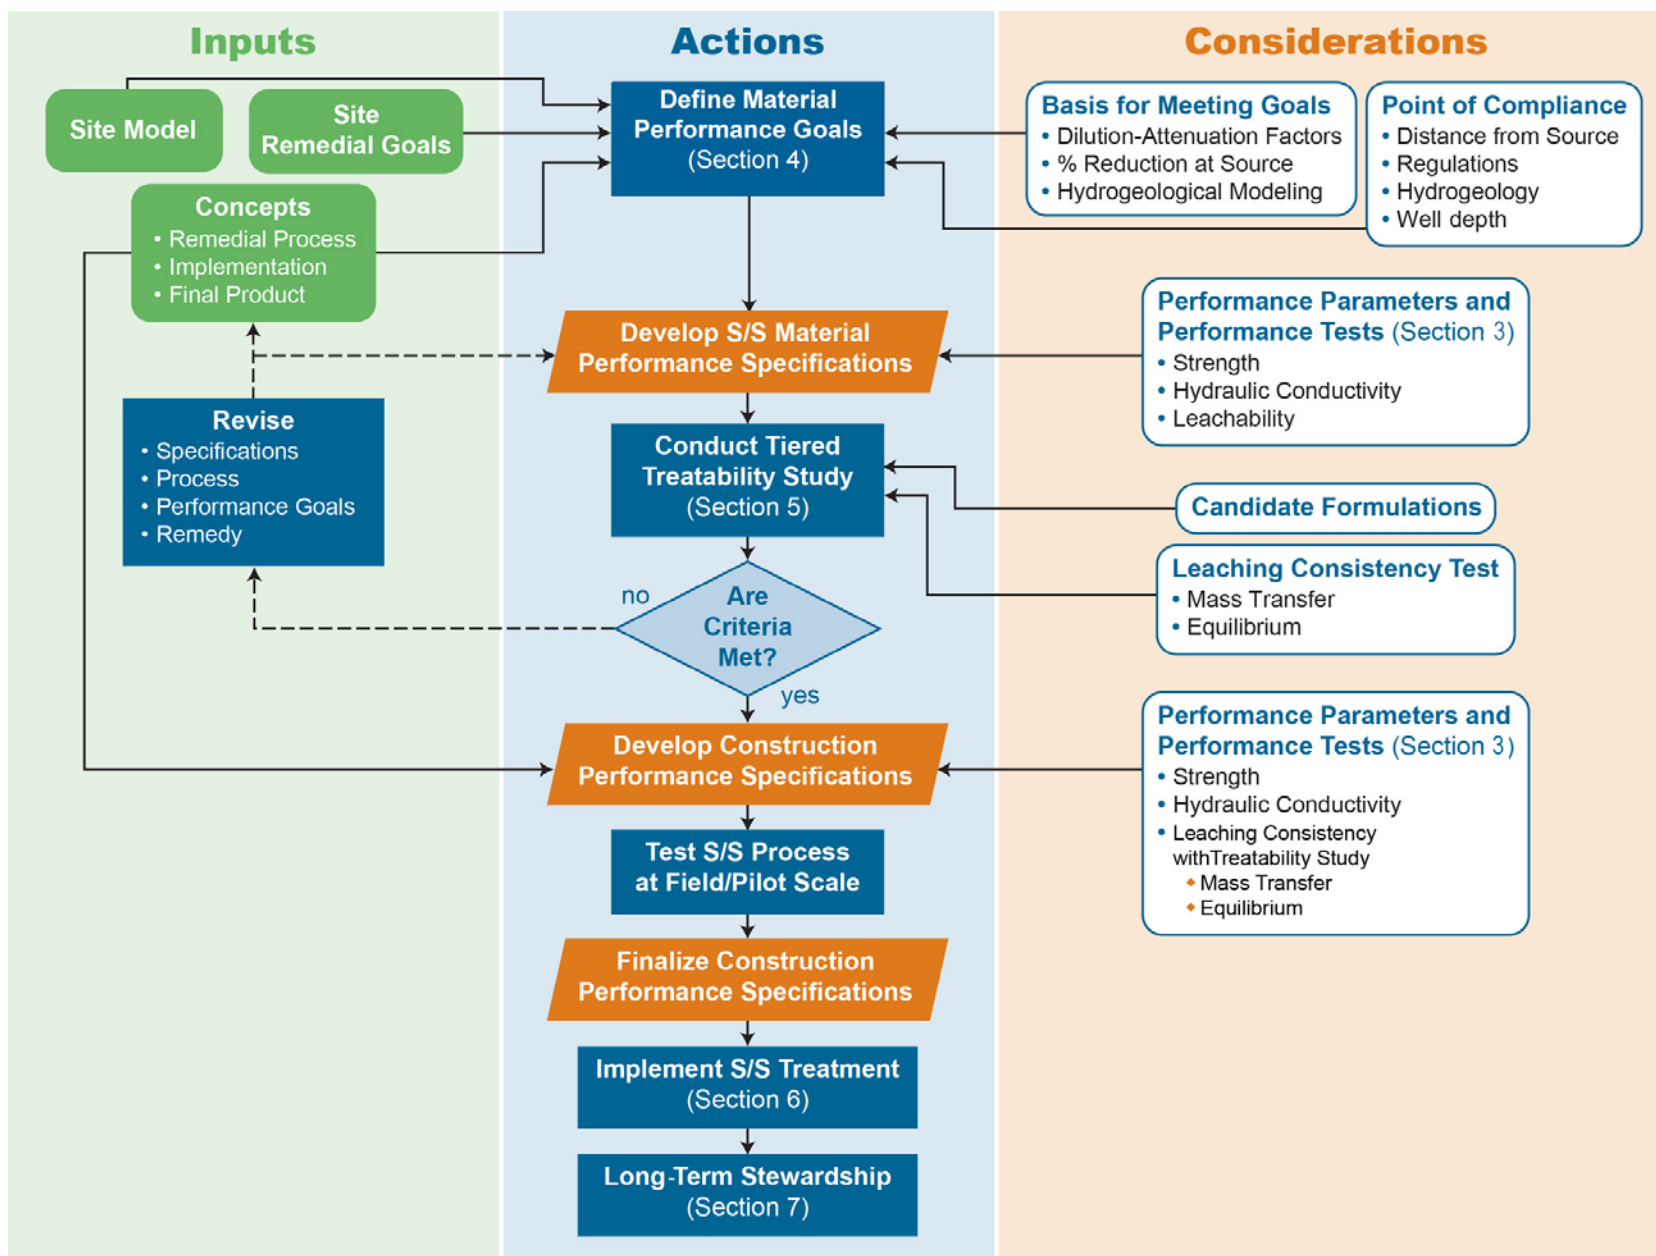 Inputs
Actions
Considerations
Site Model
Site
Remedial Goals
Concepts
• Remedial Process
• Implementation
• Final Product
Revise
• Specifications
• Process
• Performance Goals
• Remedy
Define Material
Performance Goals
(Section 4)
Develop S/S Material
Performance Specifications
Conduct Tiered
Treatability Study
(Section 5)
no
Are
Criteria
Met?
yes
Develop Construction
Performance Specifications
Test S/S Process
at Field/Pilot Scale
Finalize Construction
Performance Specifications
Implement S/S Treatment
(Section 6)
Long-Term Stewardship
(Section 7)
Basis for Meeting Goals
• Dilution-Attenuation Factors
• % Reduction at Source
• Hydrogeological Modeling
Point of Compliance
• Distance from Source
• Regulations
• Hydrogeology
• Well depth
Performance Parameters and
Performance Tests (Section 3)
• Strength
• Hydraulic Conductivity
• Leachability
Candidate Formulations
Leaching Consistency Test
• Mass Transfer
• Equilibrium
Performance Parameters and
Performance Tests (Section 3)
• Strength
• Hydraulic Conductivity
• Leaching Consistency
withTreatability Study
◆ Mass Transfer
◆ Equilibrium